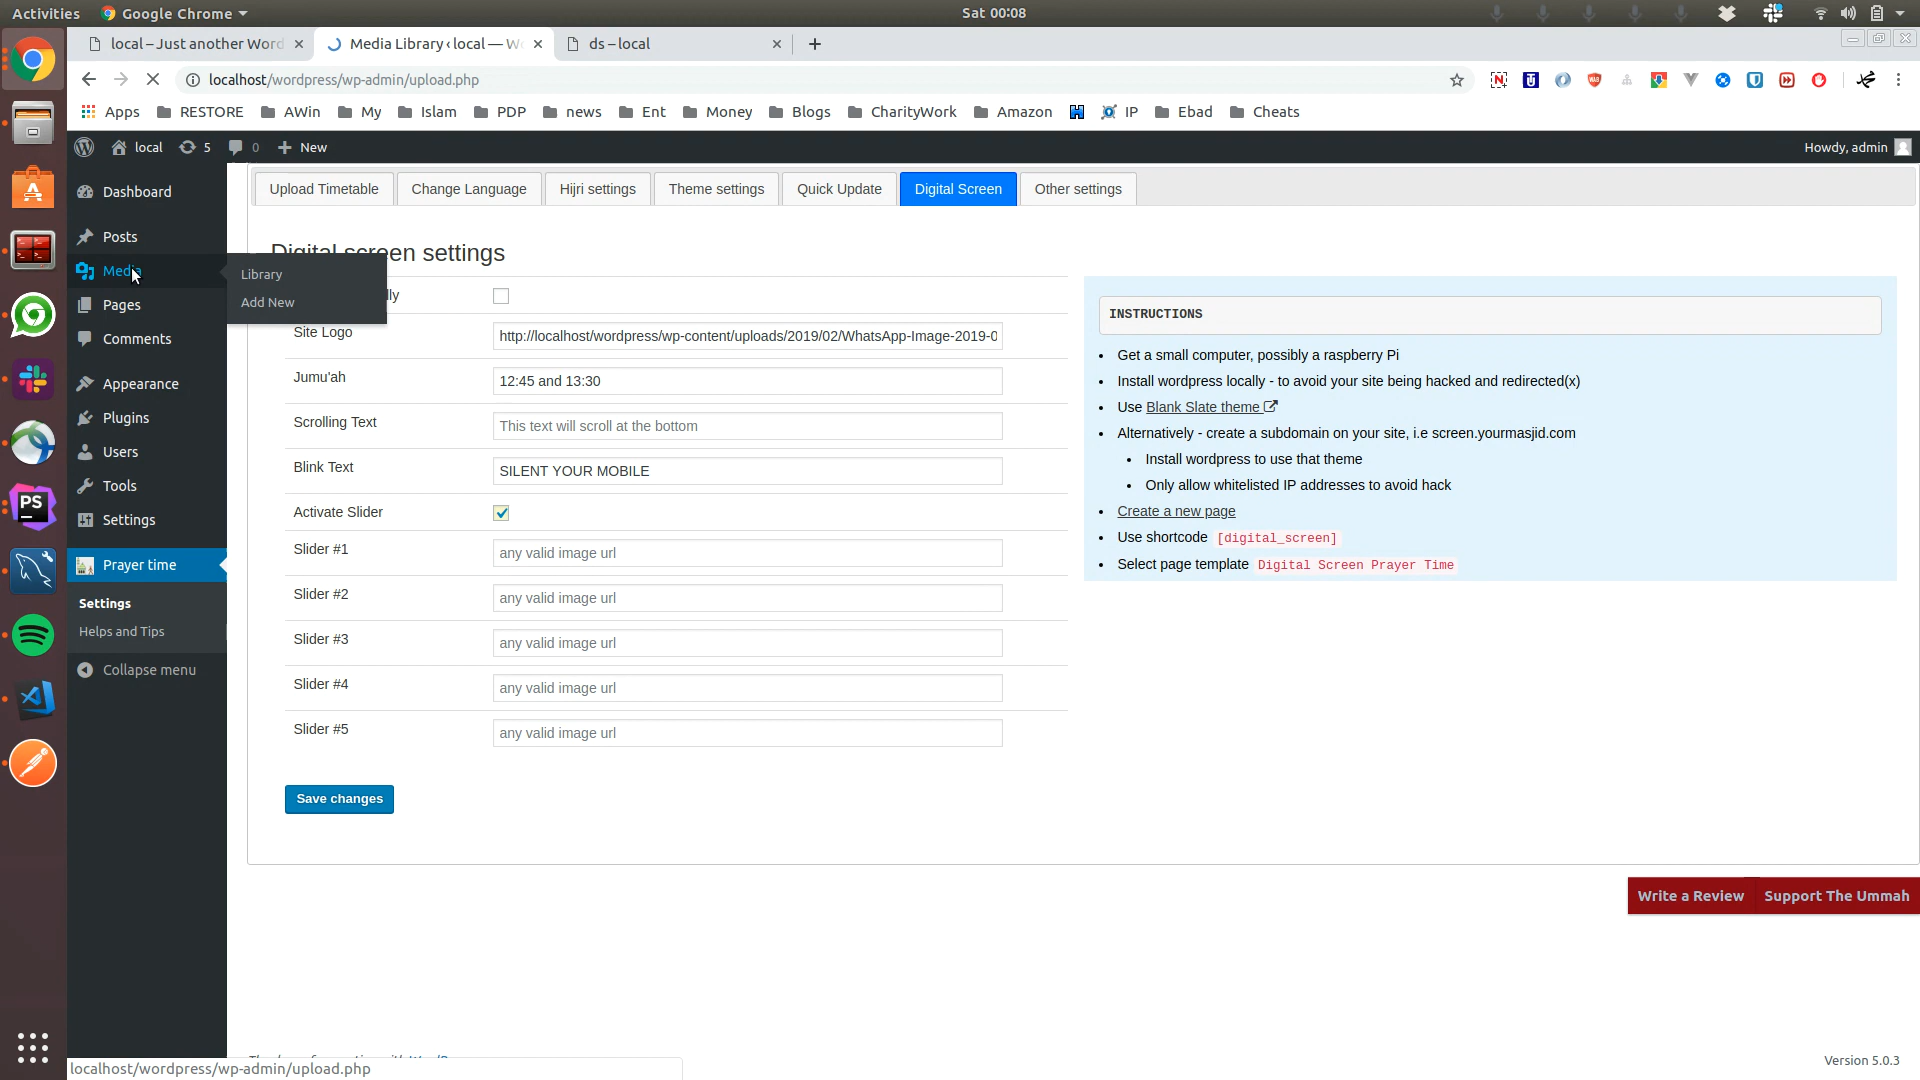 Activities Google Chrome Sat 00:08
local – Just another Word Media Library ‹ local — Wo ds – local
localhost/wordpress/wp-admin/upload.php
Apps RESTORE AWin My Islam PDP news Ent Money Blogs CharityWork Amazon IP Ebad Cheats
local 5 0 New Howdy, admin
Upload Timetable Change Language Hijri settings Theme settings Quick Update Digital Screen Other settings
Dashboard
Posts
Media
Library
Add New
Pages
Comments
Appearance
Plugins
Users
Tools
Settings
Prayer time
Settings
Helps and Tips
Collapse menu
Digital screen settings
lly
Site Logo http://localhost/wordpress/wp-content/uploads/2019/02/WhatsApp-Image-2019-0
Jumu'ah 12:45 and 13:30
Scrolling Text This text will scroll at the bottom
Blink Text SILENT YOUR MOBILE
Activate Slider
Slider #1 any valid image url
Slider #2 any valid image url
Slider #3 any valid image url
Slider #4 any valid image url
Slider #5 any valid image url
Save changes
INSTRUCTIONS
Get a small computer, possibly a raspberry Pi
Install wordpress locally - to avoid your site being hacked and redirected(x)
Use Blank Slate theme
Alternatively - create a subdomain on your site, i.e screen.yourmasjid.com
Install wordpress to use that theme
Only allow whitelisted IP addresses to avoid hack
Create a new page
Use shortcode [digital_screen]
Select page template Digital Screen Prayer Time
Write a Review Support The Ummah
Version 5.0.3
localhost/wordpress/wp-admin/upload.php